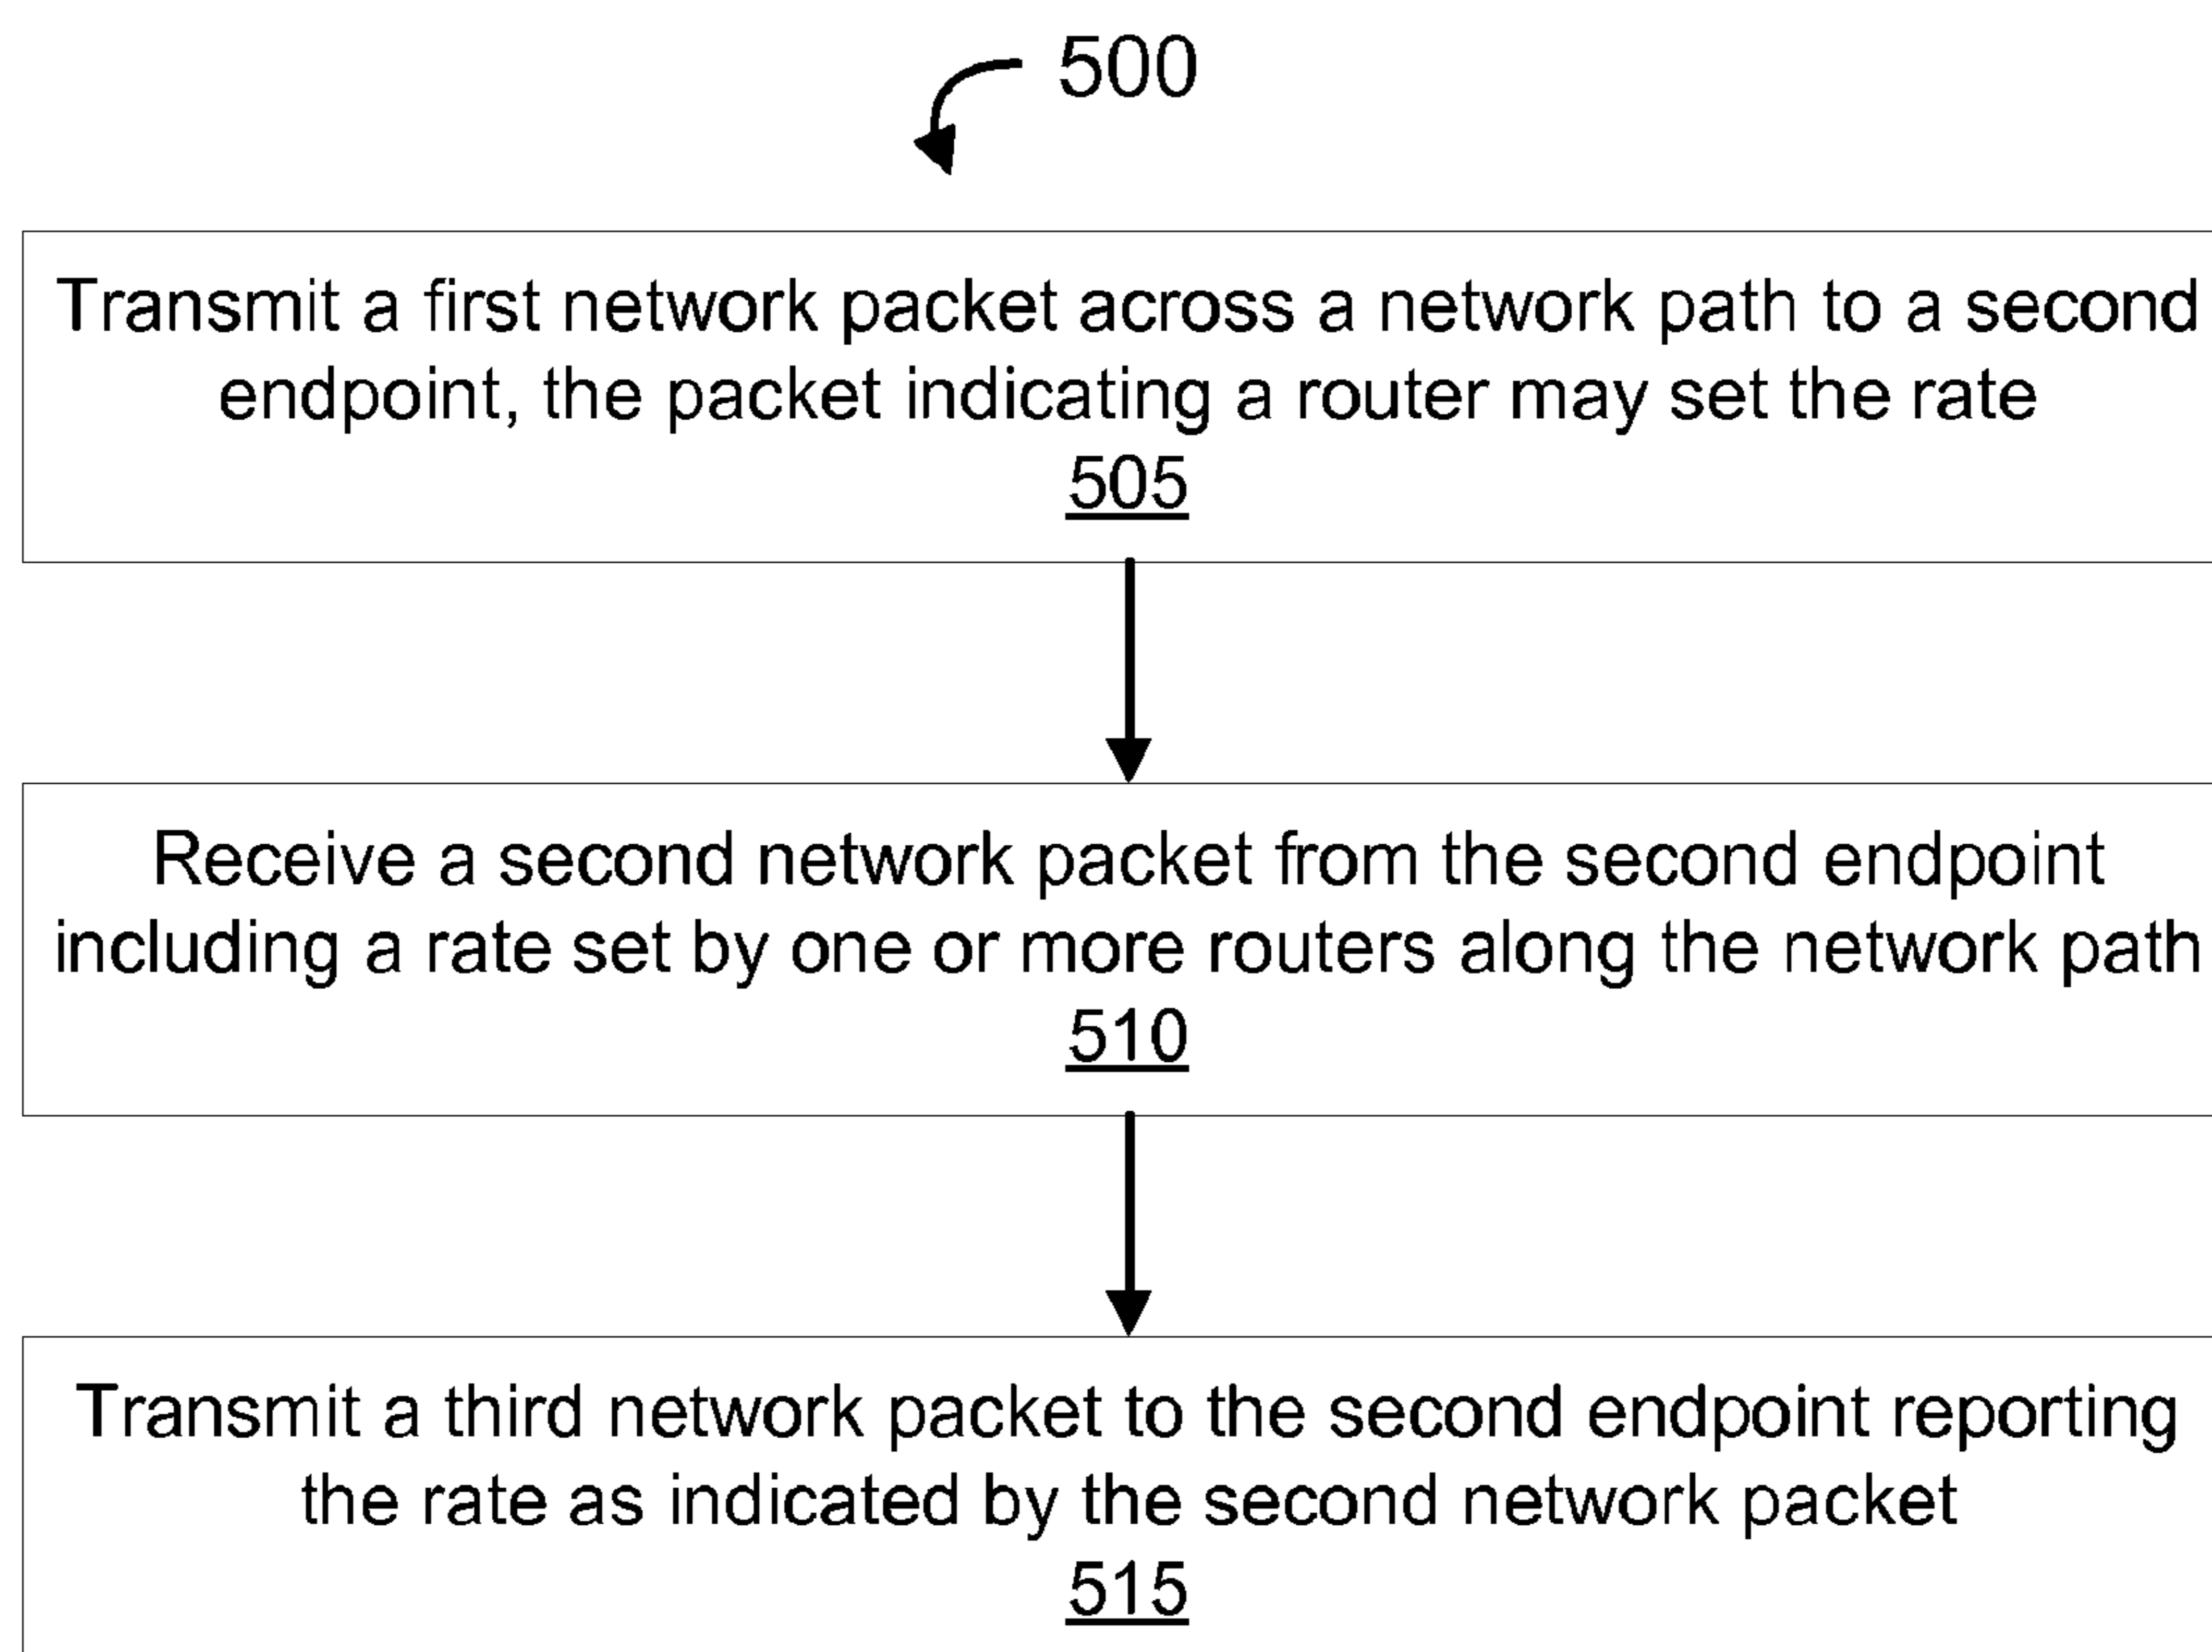 500
Transmit a first network packet across a network path to a second
endpoint, the packet indicating a router may set the rate
505
Receive a second network packet from the second endpoint
including a rate set by one or more routers along the network path
510
Transmit a third network packet to the second endpoint reporting
the rate as indicated by the second network packet
515